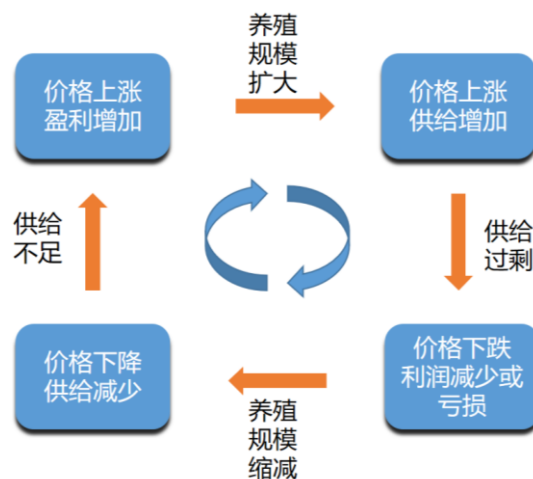 价格上涨
盈利增加
养殖
规模
扩大
价格上涨
供给增加
供给
不足
供给
过剩
价格下降
供给减少
养殖
规模
缩减
价格下跌
利润减少或
亏损